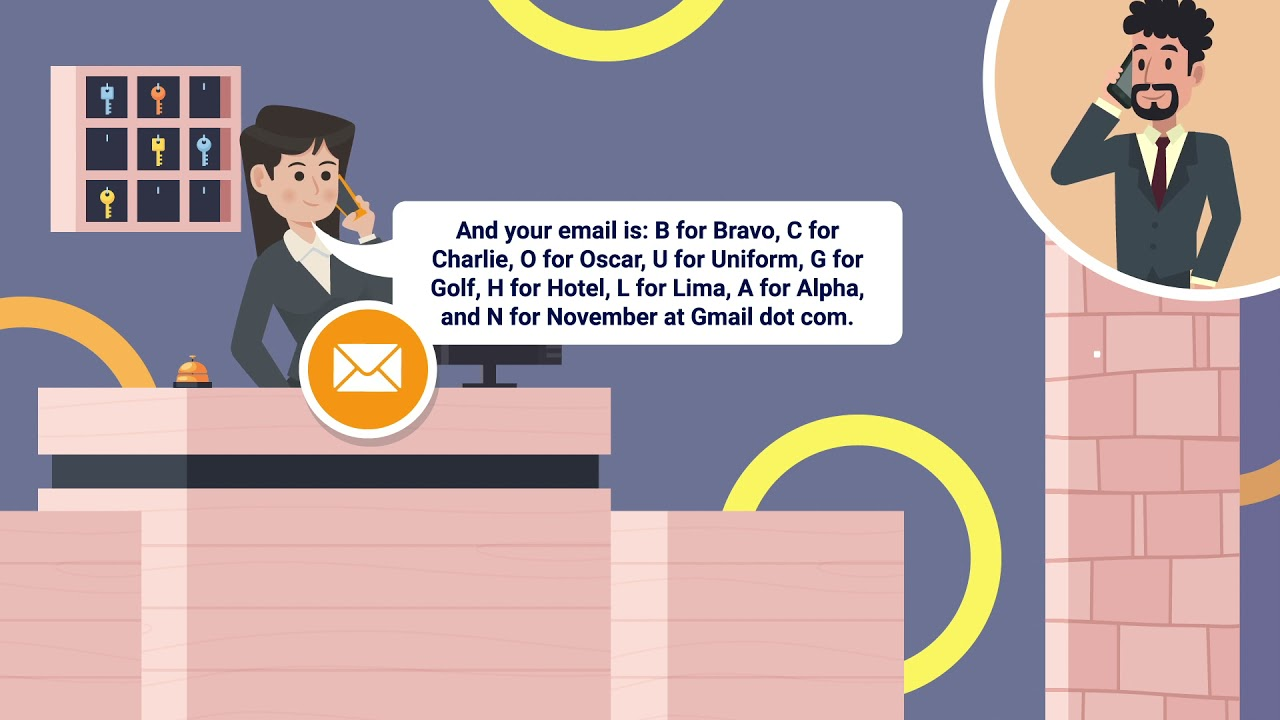 And your email is: B for Bravo, C for
Charlie, O for Oscar, U for Uniform, G for
Golf, H for Hotel, L for Lima, A for Alpha,
and N for November at Gmail dot com.